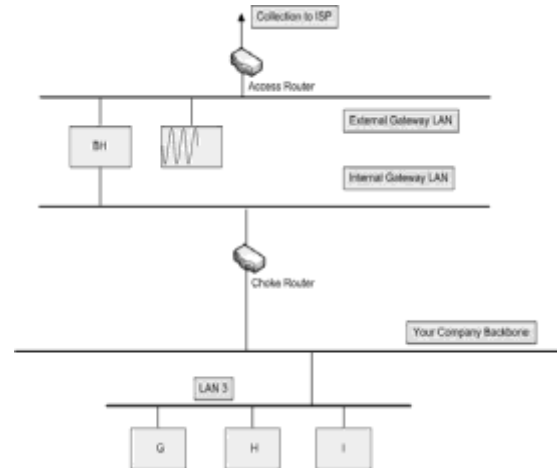 Collection to ISP
Access Router
External Gateway LAN
BH
Internal Gateway LAN
Choke Router
Your Company Backbone
LAN 3
G
H
I